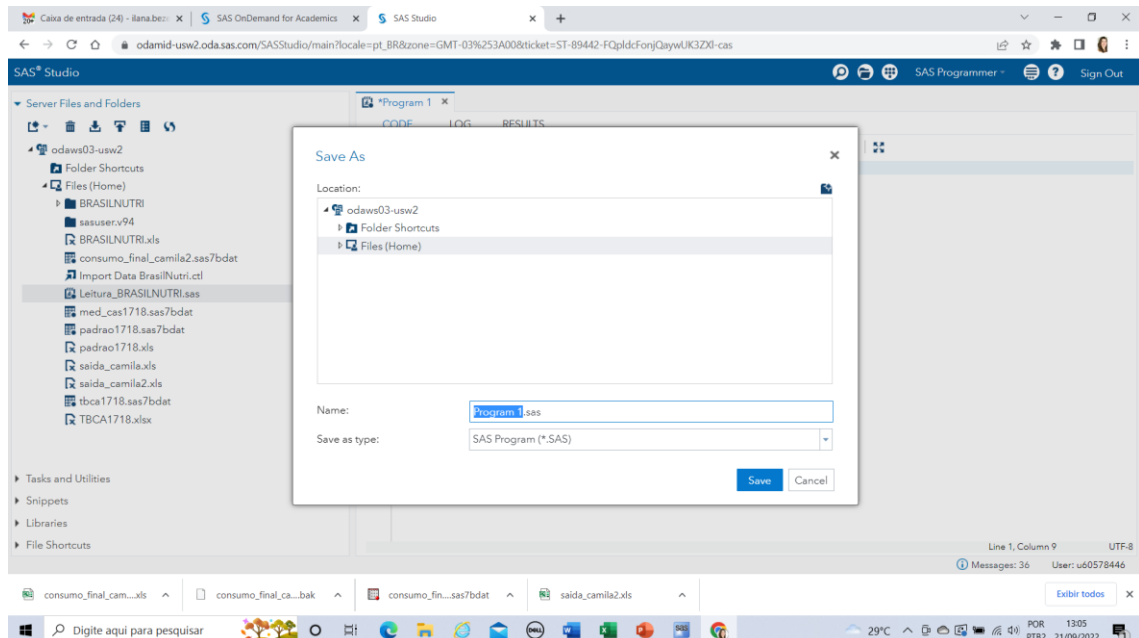 Caixa de entrada (24) - ilana.beze
SAS OnDemand for Academics
SAS Studio
odamid-usw2.oda.sas.com/SASStudio/main?locale=pt_BR&zone=GMT-03%253A00&ticket=ST-89442-FQpldcFonjQaywUK3ZXl-cas
SAS® Studio
SAS Programmer
Sign Out
Server Files and Folders
*Program 1
CODE LOG RESULTS
odaws03-usw2
Folder Shortcuts
Files (Home)
BRASILNUTRI
sasuser.v94
BRASILNUTRI.xls
consumo_final_camila2.sas7bdat
Import Data BrasilNutri.ctl
Leitura_BRASILNUTRI.sas
med_cas1718.sas7bdat
padrao1718.sas7bdat
padrao1718.xls
saida_camila.xls
saida_camila2.xls
tbca1718.sas7bdat
TBCA1718.xlsx
Tasks and Utilities
Snippets
Libraries
File Shortcuts
Save As
Location:
odaws03-usw2
Folder Shortcuts
Files (Home)
Name: Program 1.sas
Save as type: SAS Program (*.SAS)
Save Cancel
Line 1, Column 9 UTF-8
Messages: 36 User: u60578446
consumo_final_cam....xls
consumo_final_ca....bak
consumo_fin....sas7bdat
saida_camila2.xls
Exibir todos
Digite aqui para pesquisar
29°C
POR
PTB2
13:05
21/09/2022